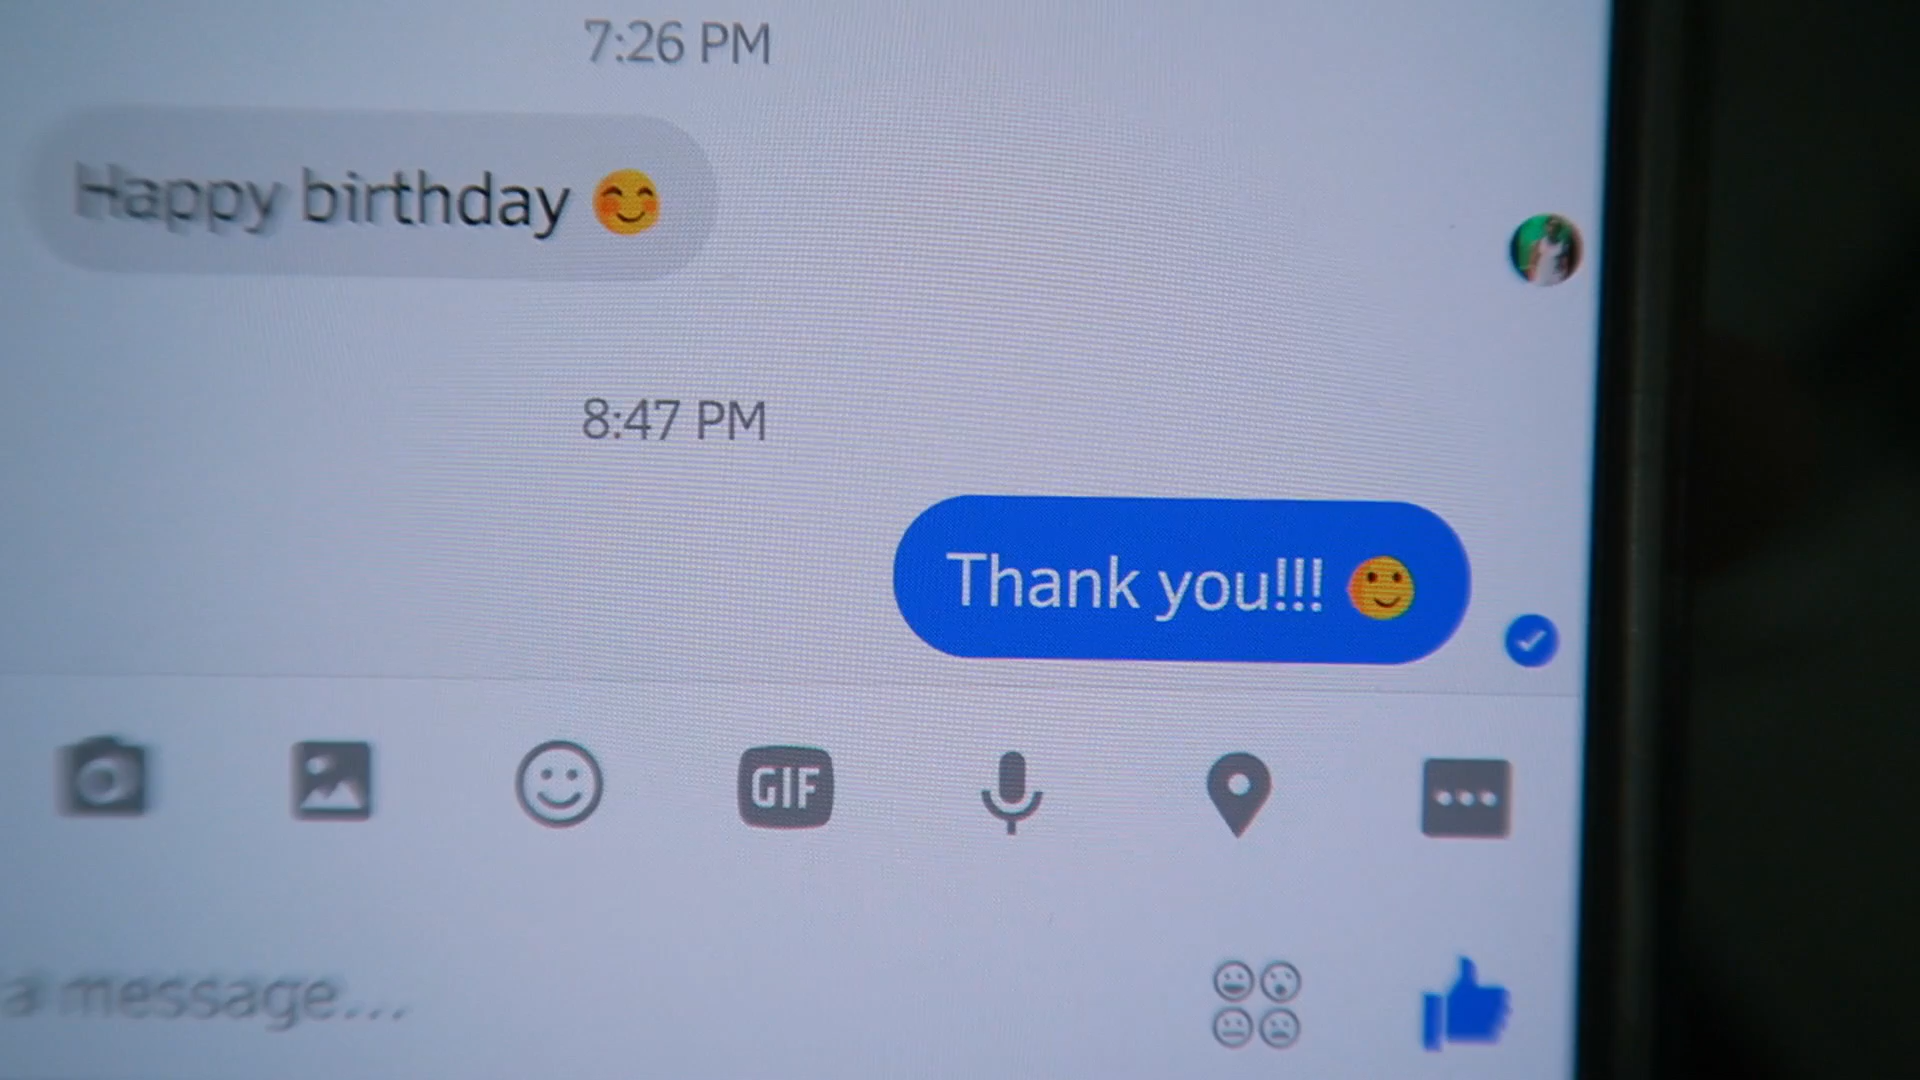 7:26 PM
Happy birthday 😊
8:47 PM
Thank you!!! 🙂
GIF
a message...